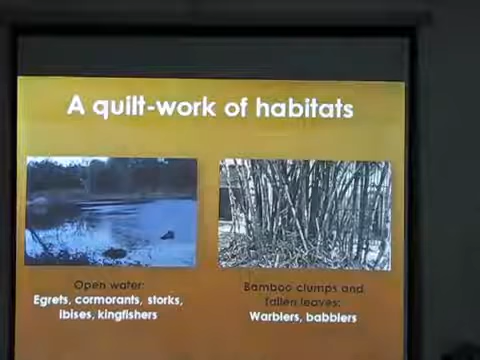 A quilt-work of habitats
Open water:
Egrets, cormorants, storks,
ibises, kingfishers
Bamboo clumps and
fallen leaves:
Warblers, babblers